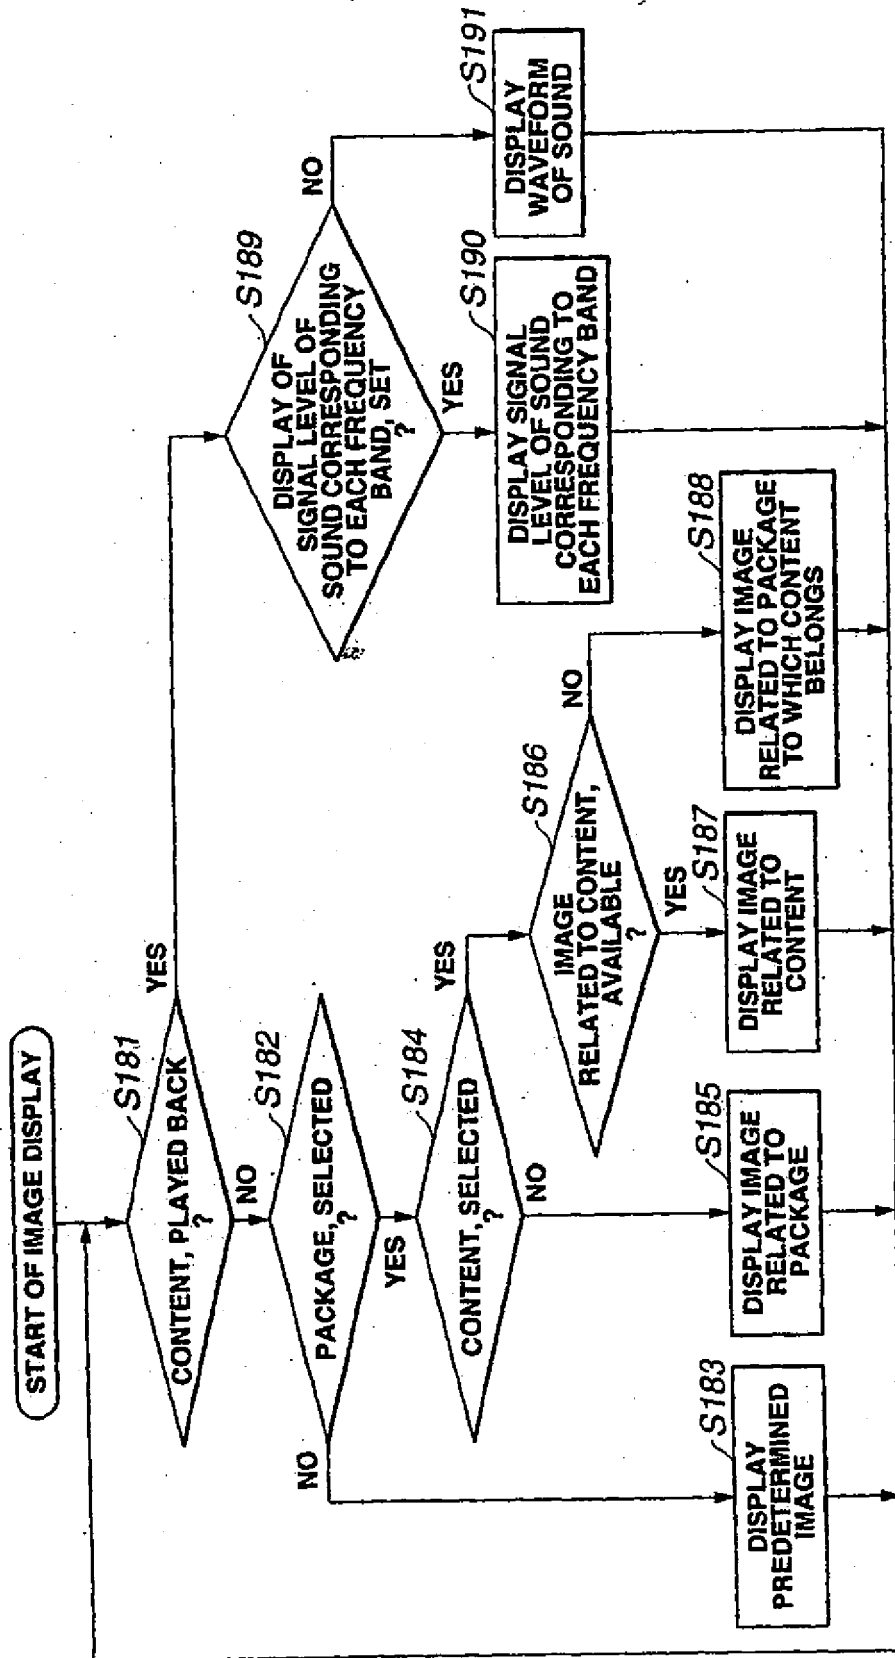 START OF IMAGE DISPLAY
S181
CONTENT, PLAYED BACK
?
YES
NO
S182
PACKAGE, SELECTED
?
NO
YES
S184
CONTENT, SELECTED
?
YES
NO
S186
IMAGE
RELATED TO CONTENT,
AVAILABLE
?
NO
YES
S189
DISPLAY OF
SIGNAL LEVEL OF
SOUND CORRESPONDING
TO EACH FREQUENCY
BAND, SET
?
NO
YES
S183
DISPLAY
PREDETERMINED
IMAGE
S185
DISPLAY IMAGE
RELATED TO
PACKAGE
S187
DISPLAY IMAGE
RELATED TO
CONTENT
S188
DISPLAY IMAGE
RELATED TO PACKAGE
TO WHICH CONTENT
BELONGS
S190
DISPLAY SIGNAL
LEVEL OF SOUND
CORRESPONDING TO
EACH FREQUENCY BAND
S191
DISPLAY
WAVEFORM
OF SOUND